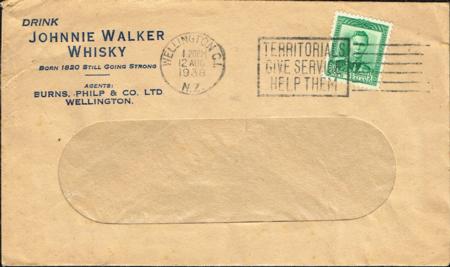 DRINK
JOHNNIE WALKER
WHISKY
BORN 1820 STILL GOING STRONG
AGENTS:
BURNS, PHILP & CO. LTD
WELLINGTON.
WELLINGTON C.1.
12 AUG
1938
N.Z.
TERRITORIALS
GIVE SERVICE
HELP THEM